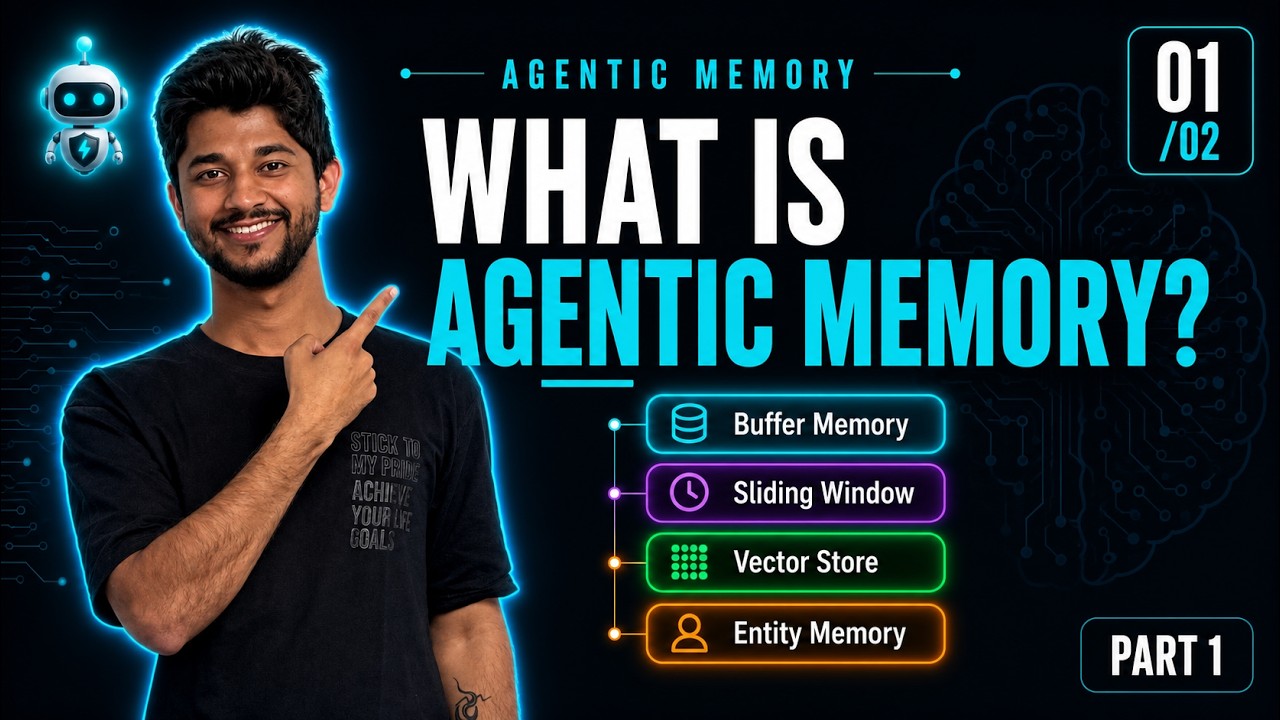 AGENTIC MEMORY
WHAT IS
AGENTIC MEMORY?
01
/02
Buffer Memory
Sliding Window
Vector Store
Entity Memory
PART 1
STICK TO
MY PRIDE
ACHIEVE
YOUR LIFE
GOALS